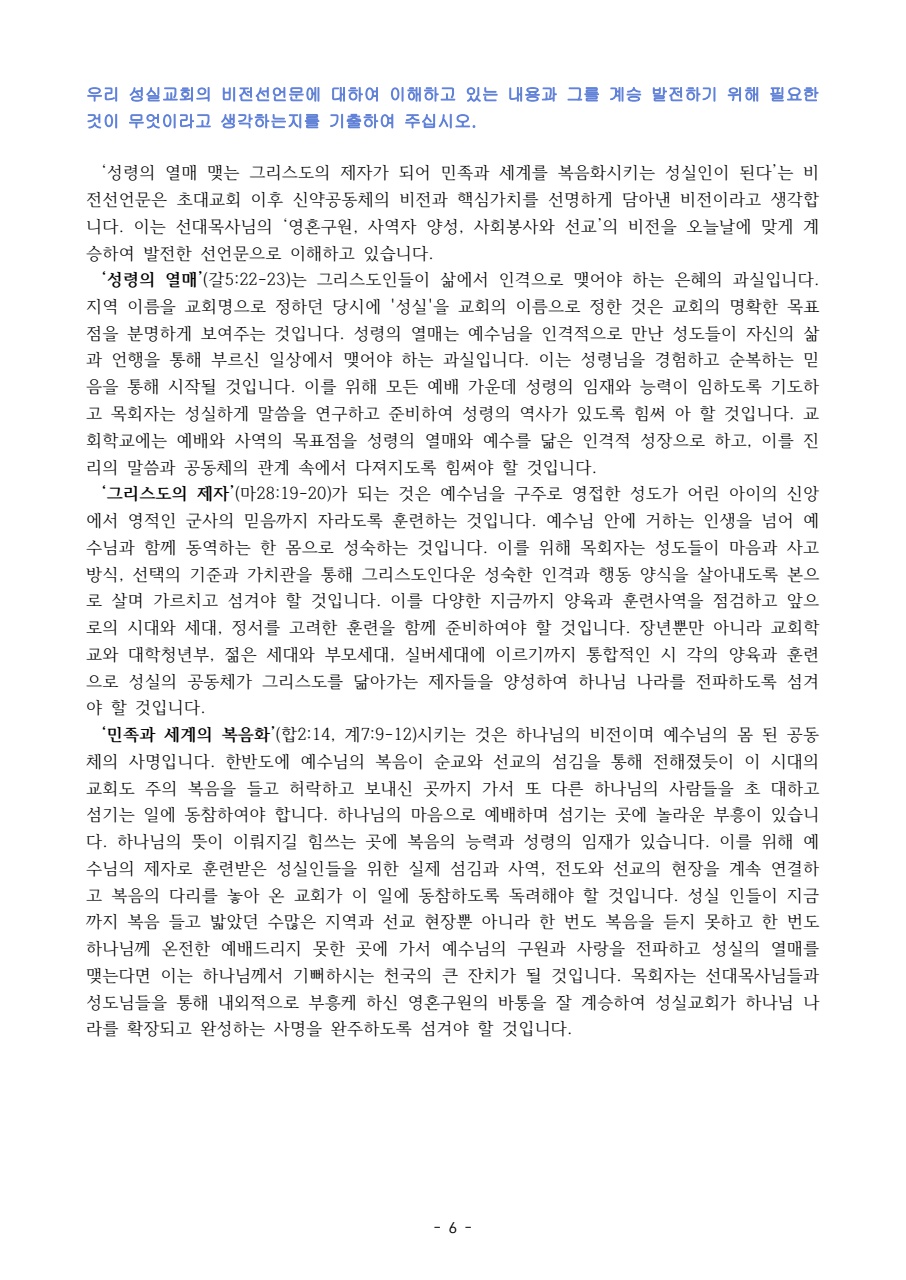 우리 성실교회의 비전선언문에 대하여 이해하고 있는 내용과 그를 계승 발전하기 위해 필요한
것이 무엇이라고 생각하는지를 기출하여 주십시오.
‘성령의 열매 맺는 그리스도의 제자가 되어 민족과 세계를 복음화시키는 성실인이 된다’는 비
전선언문은 초대교회 이후 신약공동체의 비전과 핵심가치를 선명하게 담아낸 비전이라고 생각합
니다. 이는 선대목사님의 ‘영혼구원, 사역자 양성, 사회봉사와 선교’의 비전을 오늘날에 맞게 계
승하여 발전한 선언문으로 이해하고 있습니다.
‘성령의 열매’(갈5:22-23)는 그리스도인들이 삶에서 인격으로 맺어야 하는 은혜의 과실입니다.
지역 이름을 교회명으로 정하던 당시에 '성실'을 교회의 이름으로 정한 것은 교회의 명확한 목표
점을 분명하게 보여주는 것입니다. 성령의 열매는 예수님을 인격적으로 만난 성도들이 자신의 삶
과 언행을 통해 부르신 일상에서 맺어야 하는 과실입니다. 이는 성령님을 경험하고 순복하는 믿
음을 통해 시작될 것입니다. 이를 위해 모든 예배 가운데 성령의 임재와 능력이 임하도록 기도하
고 목회자는 성실하게 말씀을 연구하고 준비하여 성령의 역사가 있도록 힘써 아 할 것입니다. 교
회학교에는 예배와 사역의 목표점을 성령의 열매와 예수를 닮은 인격적 성장으로 하고, 이를 진
리의 말씀과 공동체의 관계 속에서 다져지도록 힘써야 할 것입니다.
‘그리스도의 제자’(마28:19-20)가 되는 것은 예수님을 구주로 영접한 성도가 어린 아이의 신앙
에서 영적인 군사의 믿음까지 자라도록 훈련하는 것입니다. 예수님 안에 거하는 인생을 넘어 예
수님과 함께 동역하는 한 몸으로 성숙하는 것입니다. 이를 위해 목회자는 성도들이 마음과 사고
방식, 선택의 기준과 가치관을 통해 그리스도인다운 성숙한 인격과 행동 양식을 살아내도록 본으
로 살며 가르치고 섬겨야 할 것입니다. 이를 다양한 지금까지 양육과 훈련사역을 점검하고 앞으
로의 시대와 세대, 정서를 고려한 훈련을 함께 준비하여야 할 것입니다. 장년뿐만 아니라 교회학
교와 대학청년부, 젊은 세대와 부모세대, 실버세대에 이르기까지 통합적인 시 각의 양육과 훈련
으로 성실의 공동체가 그리스도를 닮아가는 제자들을 양성하여 하나님 나라를 전파하도록 섬겨
야 할 것입니다.
‘민족과 세계의 복음화’(합2:14, 계7:9-12)시키는 것은 하나님의 비전이며 예수님의 몸 된 공동
체의 사명입니다. 한반도에 예수님의 복음이 순교와 선교의 섬김을 통해 전해졌듯이 이 시대의
교회도 주의 복음을 들고 허락하고 보내신 곳까지 가서 또 다른 하나님의 사람들을 초 대하고
섬기는 일에 동참하여야 합니다. 하나님의 마음으로 예배하며 섬기는 곳에 놀라운 부흥이 있습니
다. 하나님의 뜻이 이뤄지길 힘쓰는 곳에 복음의 능력과 성령의 임재가 있습니다. 이를 위해 예
수님의 제자로 훈련받은 성실인들을 위한 실제 섬김과 사역, 전도와 선교의 현장을 계속 연결하
고 복음의 다리를 놓아 온 교회가 이 일에 동참하도록 독려해야 할 것입니다. 성실 인들이 지금
까지 복음 들고 밟았던 수많은 지역과 선교 현장뿐 아니라 한 번도 복음을 듣지 못하고 한 번도
하나님께 온전한 예배드리지 못한 곳에 가서 예수님의 구원과 사랑을 전파하고 성실의 열매를
맺는다면 이는 하나님께서 기뻐하시는 천국의 큰 잔치가 될 것입니다. 목회자는 선대목사님들과
성도님들을 통해 내외적으로 부흥케 하신 영혼구원의 바통을 잘 계승하여 성실교회가 하나님 나
라를 확장되고 완성하는 사명을 완주하도록 섬겨야 할 것입니다.
- 6 -